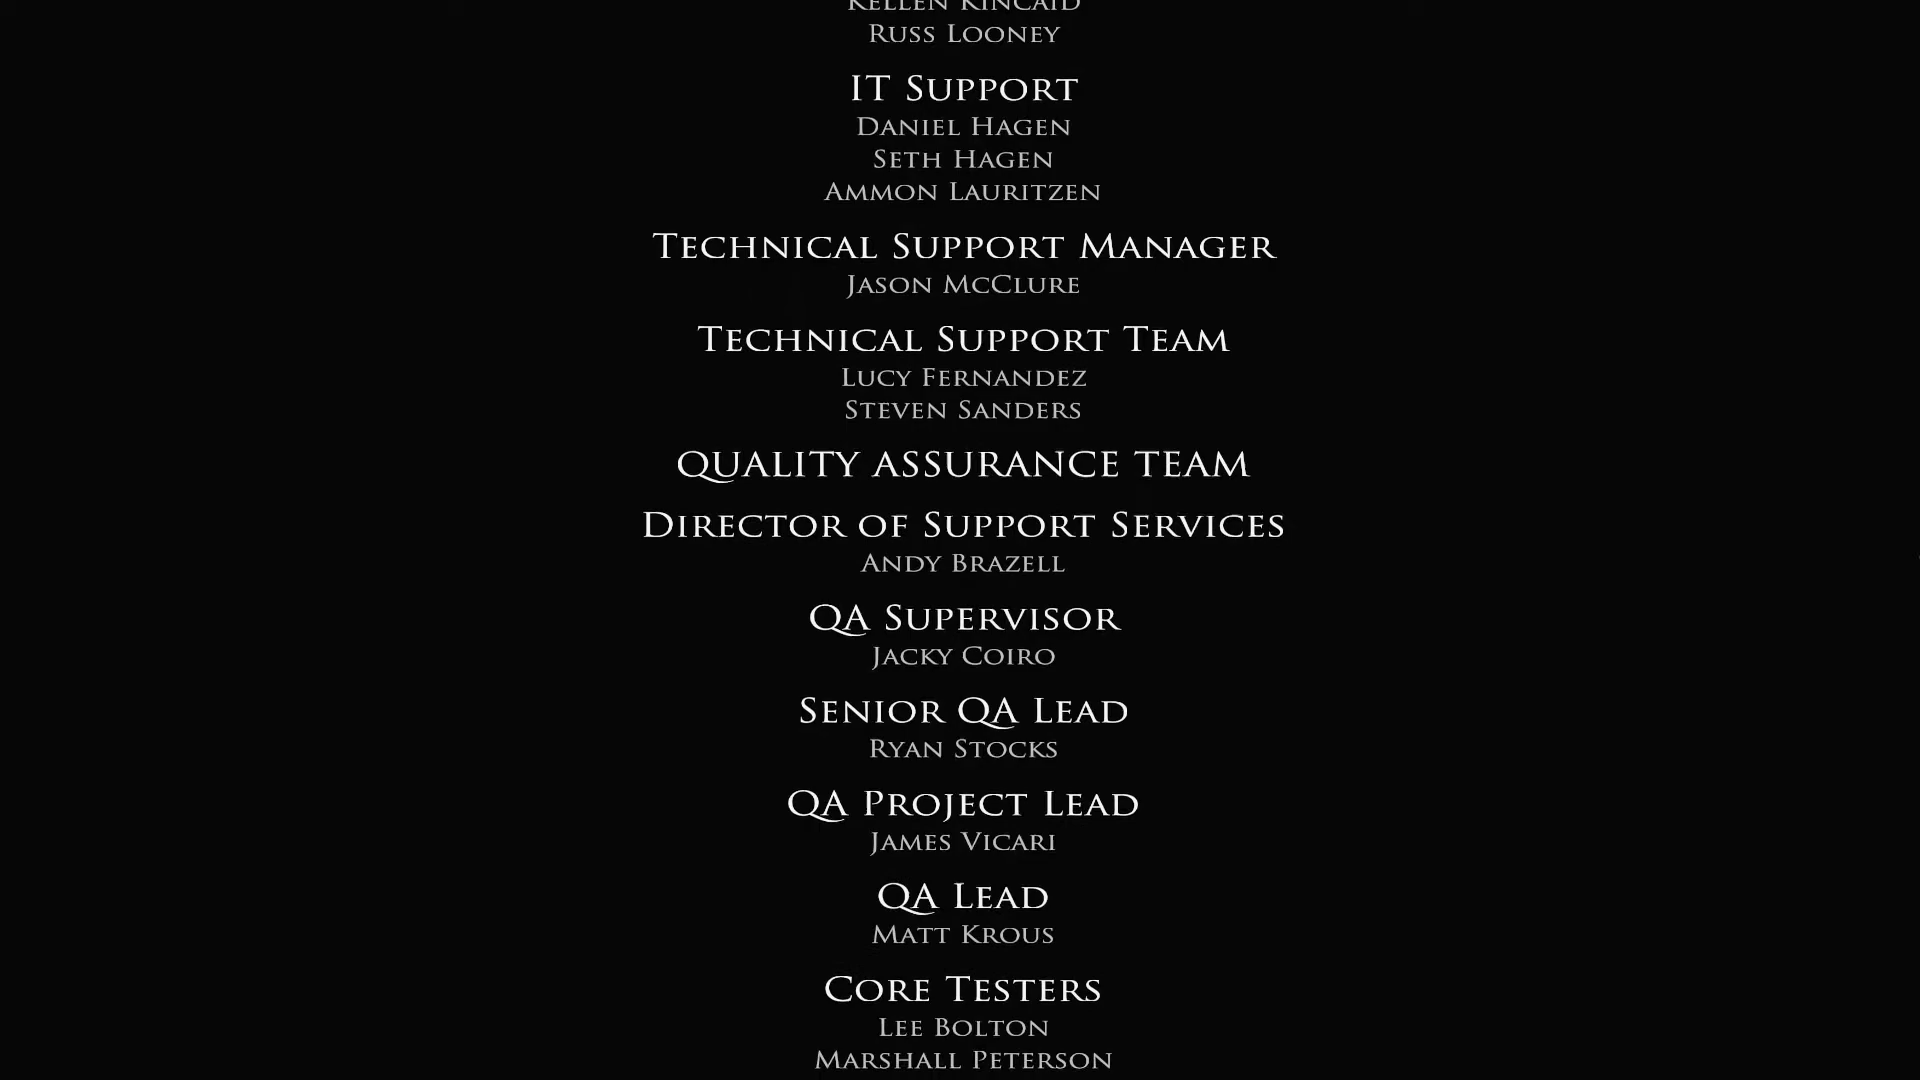 Kellen Kincaid
Russ Looney
IT Support
Daniel Hagen
Seth Hagen
Ammon Lauritzen
Technical Support Manager
Jason McClure
Technical Support Team
Lucy Fernandez
Steven Sanders
QUALITY ASSURANCE TEAM
Director of Support Services
Andy Brazell
QA Supervisor
Jacky Coiro
Senior QA Lead
Ryan Stocks
QA Project Lead
James Vicari
QA Lead
Matt Krous
Core Testers
Lee Bolton
Marshall Peterson